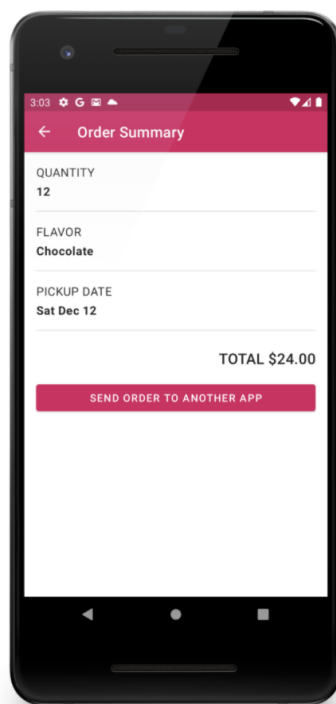 3:03
Order Summary
QUANTITY
12
FLAVOR
Chocolate
PICKUP DATE
Sat Dec 12
TOTAL $24.00
SEND ORDER TO ANOTHER APP